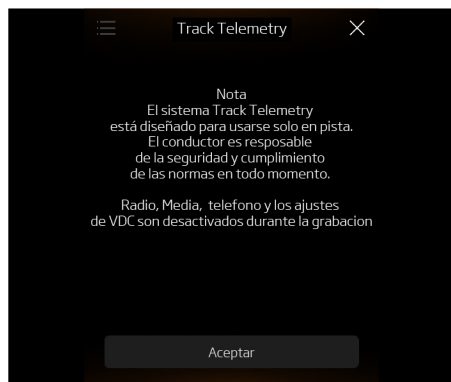 Track Telemetry
Nota
El sistema Track Telemetry
está diseñado para usarse solo en pista.
El conductor es resposable
de la seguridad y cumplimiento
de las normas en todo momento.
Radio, Media, telefono y los ajustes
de VDC son desactivados durante la grabacion
Aceptar